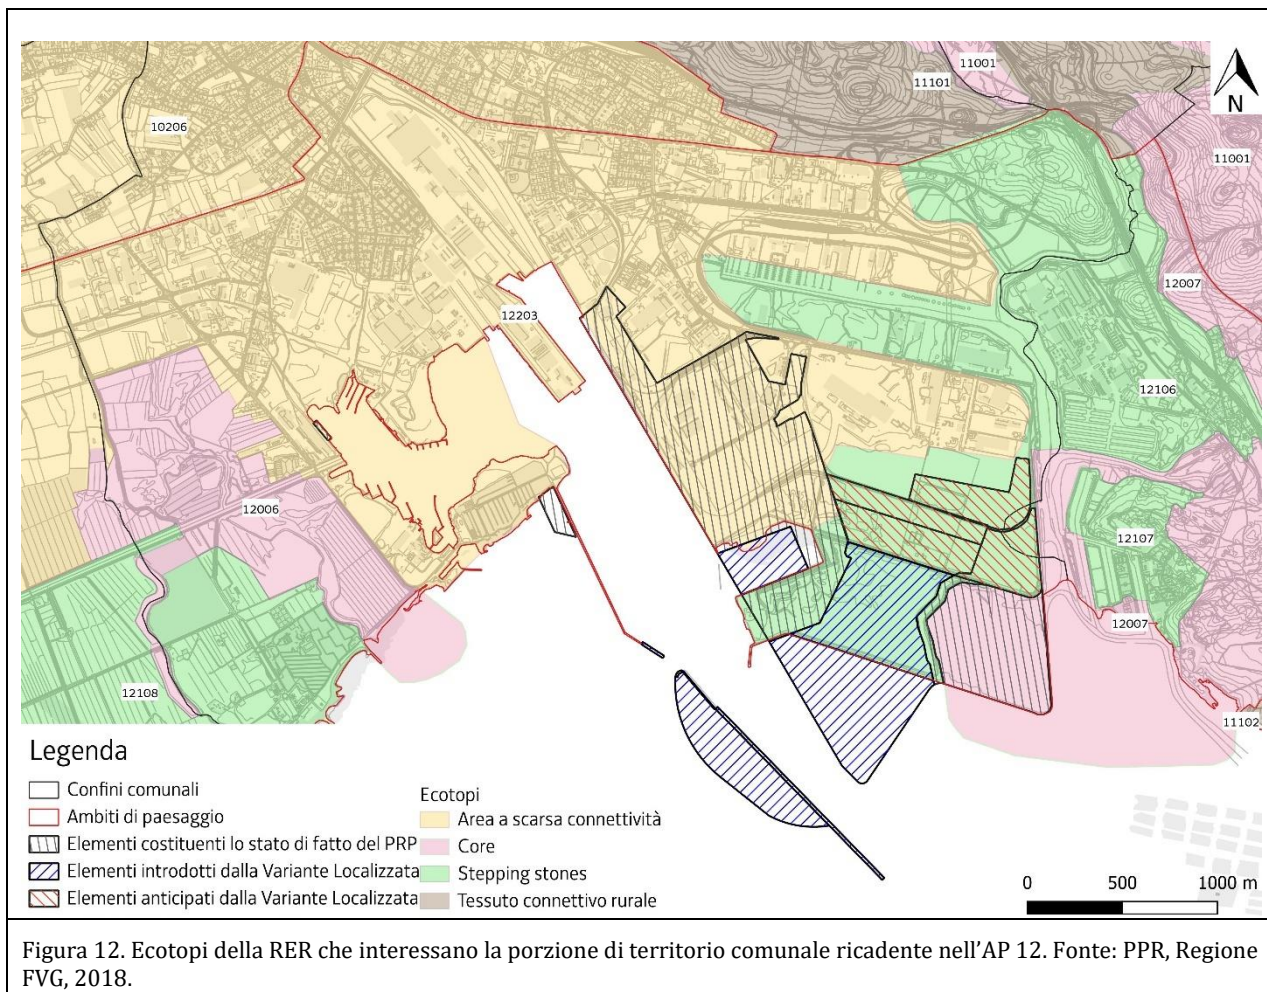 11001
11101
N
10206
11001
12007
12203
12106
12006
12107
12007
12108
11102
Legenda
Confini comunali
Ambiti di paesaggio
Elementi costituenti lo stato di fatto del PRP
Elementi introdotti dalla Variante Localizzata
Elementi anticipati dalla Variante Localizzata
Ecotopi
Area a scarsa connettività
Core
Stepping stones
Tessuto connettivo rurale
0 500 1000 m
Figura 12. Ecotopi della RER che interessano la porzione di territorio comunale ricadente nell'AP 12. Fonte: PPR, Regione
FVG, 2018.